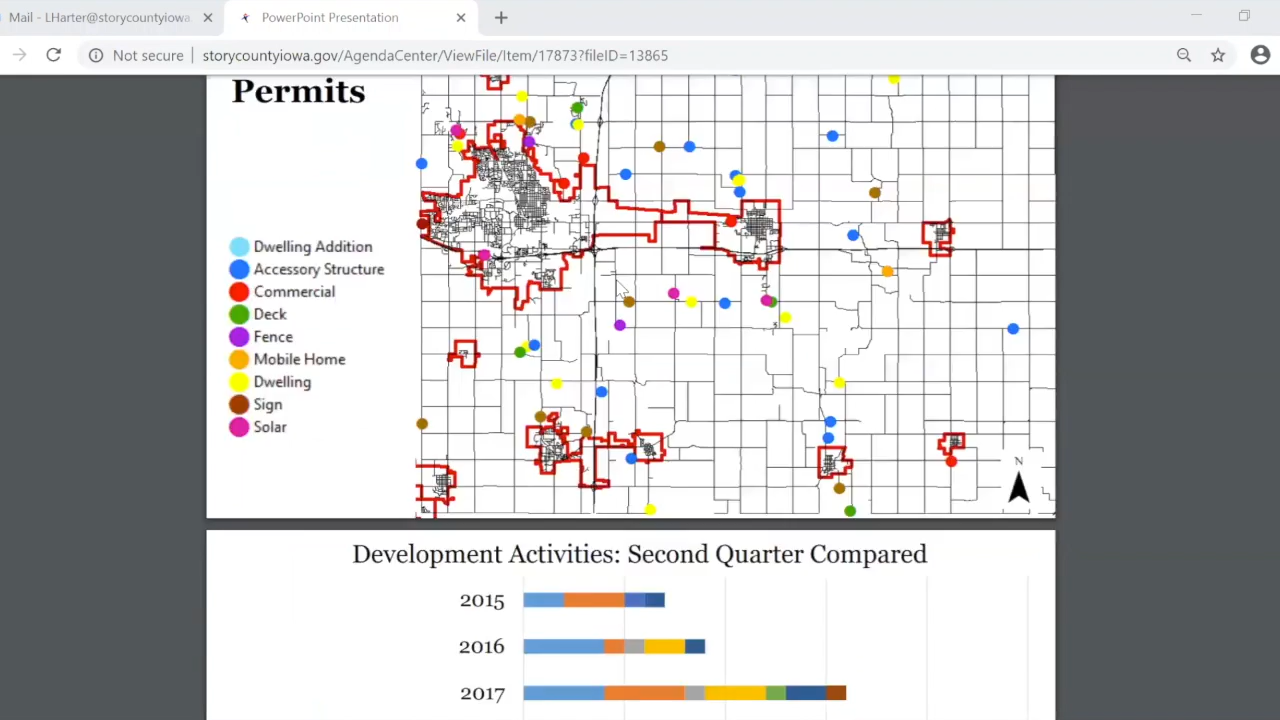 Mail - LHarter@storycountyiowa
PowerPoint Presentation
Not secure
storycountyiowa.gov/AgendaCenter/ViewFile/Item/17873?fileID=13865
Permits
Dwelling Addition
Accessory Structure
Commercial
Deck
Fence
Mobile Home
Dwelling
Sign
Solar
N
Development Activities: Second Quarter Compared
2015
2016
2017